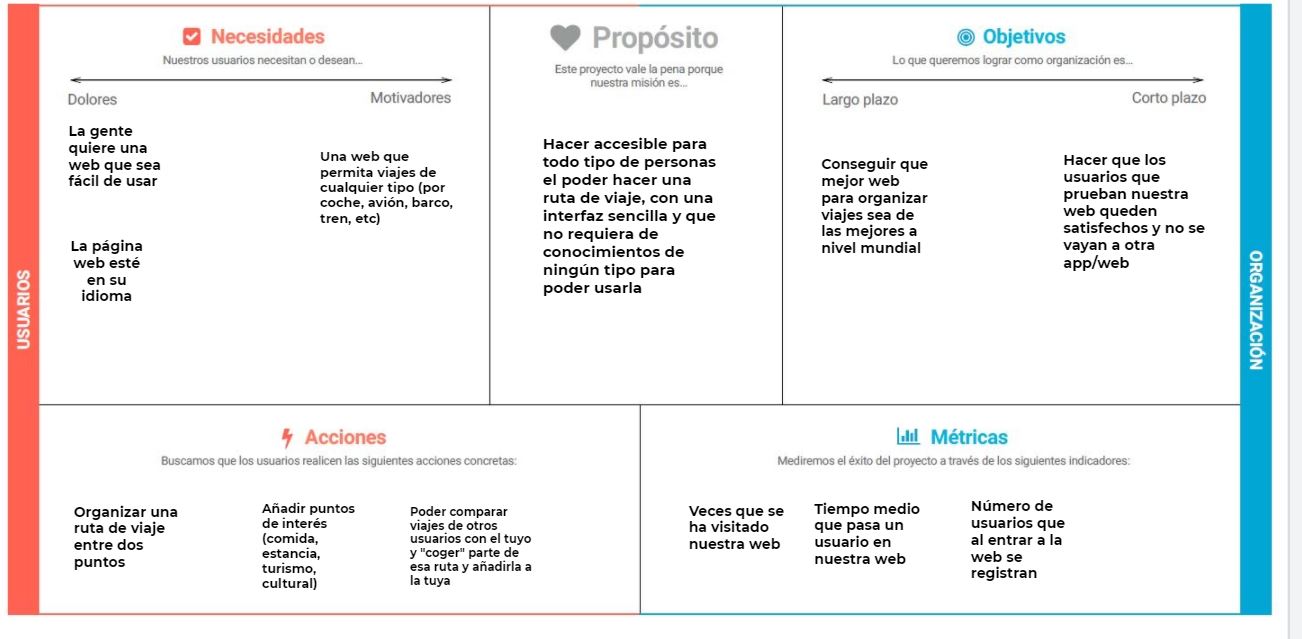 USUARIOS
Necesidades
Nuestros usuarios necesitan o desean...
Dolores
Motivadores
La gente
quiere una
web que sea
fácil de usar
La página
web esté
en su
idioma
Una web que
permita viajes de
cualquier tipo (por
coche, avión, barco,
tren, etc)
Propósito
Este proyecto vale la pena porque
nuestra misión es...
Hacer accesible para
todo tipo de personas
el poder hacer una
ruta de viaje, con una
interfaz sencilla y que
no requiera de
conocimientos de
ningún tipo para
poder usarla
Objetivos
Lo que queremos lograr como organización es...
Largo plazo
Corto plazo
Conseguir que
mejor web
para organizar
viajes sea de
las mejores a
nivel mundial
Hacer que los
usuarios que
prueban nuestra
web queden
satisfechos y no se
vayan a otra
app/web
ORGANIZACIÓN
Acciones
Buscamos que los usuarios realicen las siguientes acciones concretas:
Organizar una
ruta de viaje
entre dos
puntos
Añadir puntos
de interés
(comida,
estancia,
turismo,
cultural)
Poder comparar
viajes de otros
usuarios con el tuyo
y "coger" parte de
esa ruta y añadirla a
la tuya
Métricas
Mediremos el éxito del proyecto a través de los siguientes indicadores:
Veces que se
ha visitado
nuestra web
Tiempo medio
que pasa un
usuario en
nuestra web
Número de
usuarios que
al entrar a la
web se
registran